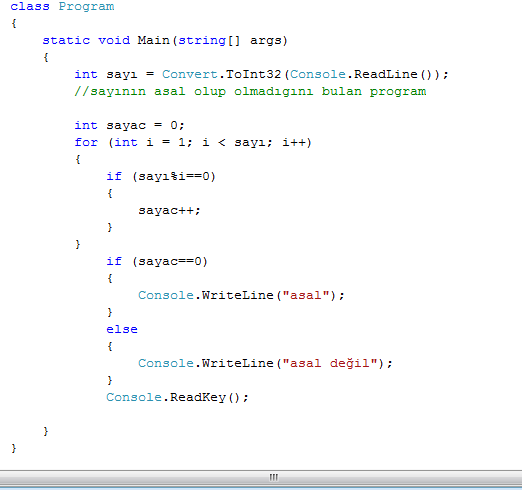 class Program
{
    static void Main(string[] args)
    {
        int sayı = Convert.ToInt32(Console.ReadLine());
        //sayının asal olup olmadıgını bulan program
        int sayac = 0;
        for (int i = 1; i < sayı; i++)
        {
            if (sayı%i==0)
            {
                sayac++;
            }
        }
            if (sayac==0)
            {
                Console.WriteLine("asal");
            }
            else
            {
                Console.WriteLine("asal değil");
            }
            Console.ReadKey();
    }
}